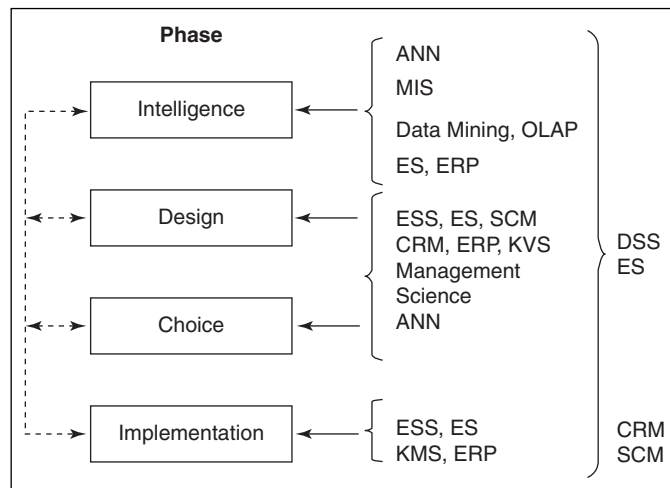 Phase
Intelligence
ANN
MIS
Data Mining, OLAP
ES, ERP
Design
Choice
ESS, ES, SCM
CRM, ERP, KVS
Management
Science
ANN
Implementation
ESS, ES
KMS, ERP
DSS
ES
CRM
SCM